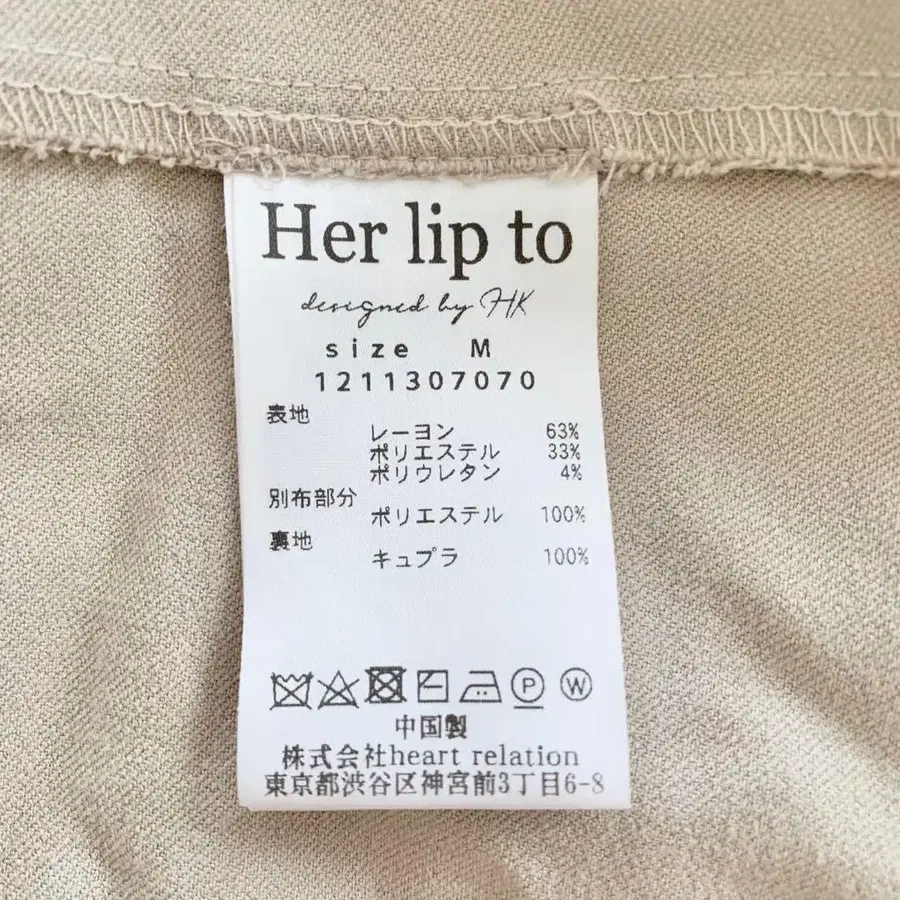 Her lip to
designed by HK
size M
1211307070
表地
レーヨン 63%
ポリエステル 33%
ポリウレタン 4%
別布部分
ポリエステル 100%
裏地
キュプラ 100%
P W
中国製
株式会社heart relation
東京都渋谷区神宮前3丁目6-8